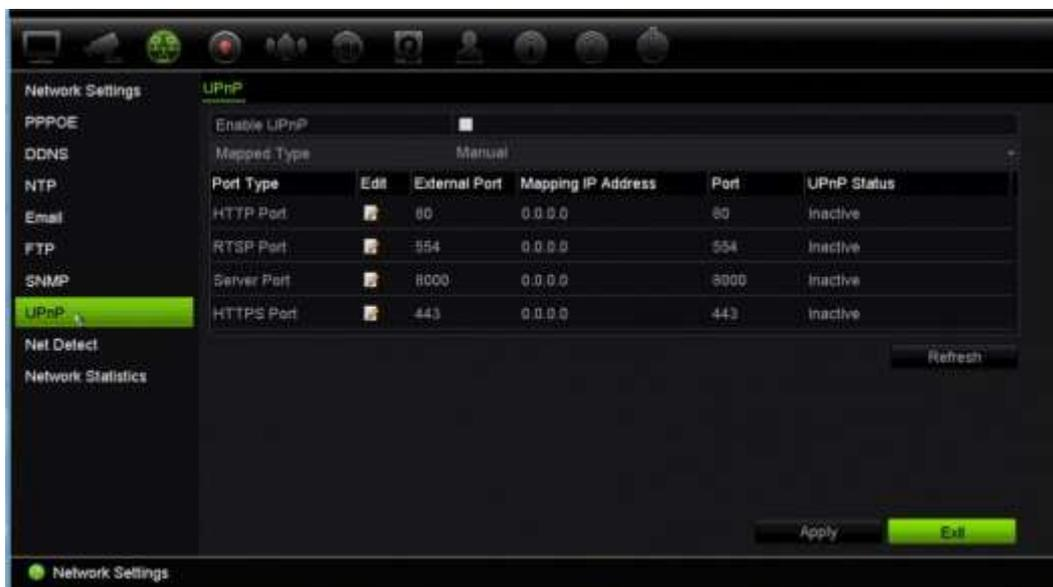 Network Settings
UPnP
PPPOE
Enable UPnP
DDNS
Mapped Type Manual
NTP
Port Type Edit External Port Mapping IP Address Port UPnP Status
Email
HTTP Port 80 0.0.0.0 80 Inactive
FTP
RTSP Port 554 0.0.0.0 554 Inactive
SNMP
Server Port 8000 0.0.0.0 8000 Inactive
UPnP
HTTPS Port 443 0.0.0.0 443 Inactive
Net Detect
Refresh
Network Statistics
Apply Exit
Network Settings